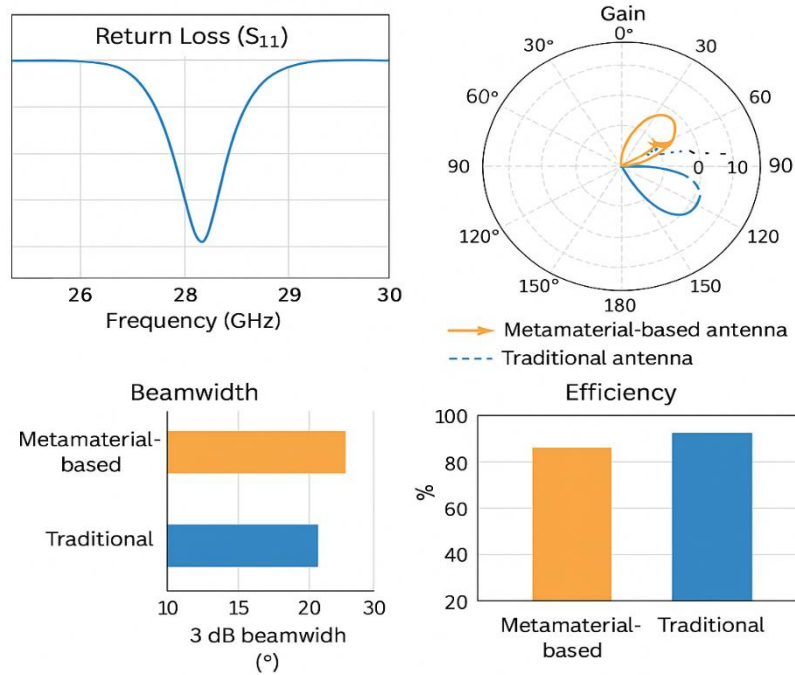 Return Loss (S₁₁)
26 28 29 30
Frequency (GHz)
Gain
0°
30° 30
60° 60
90 0 10 90
120° 120
150° 150
180
Metamaterial-based antenna
Traditional antenna
Beamwidth
Metamaterial-
based
Traditional
10 15 20 30
3 dB beamwidh
(°)
Efficiency
100
80
%
60
40
20
Metamaterial-
based
Traditional